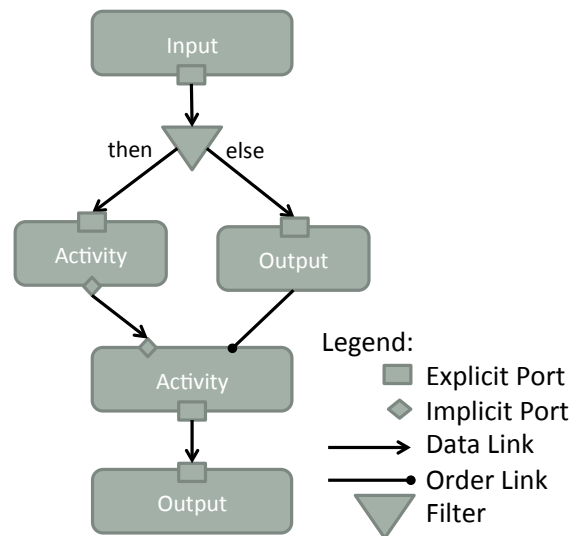 Input
then
else
Activity
Output
Activity
Output
Legend:
Explicit Port
Implicit Port
Data Link
Order Link
Filter